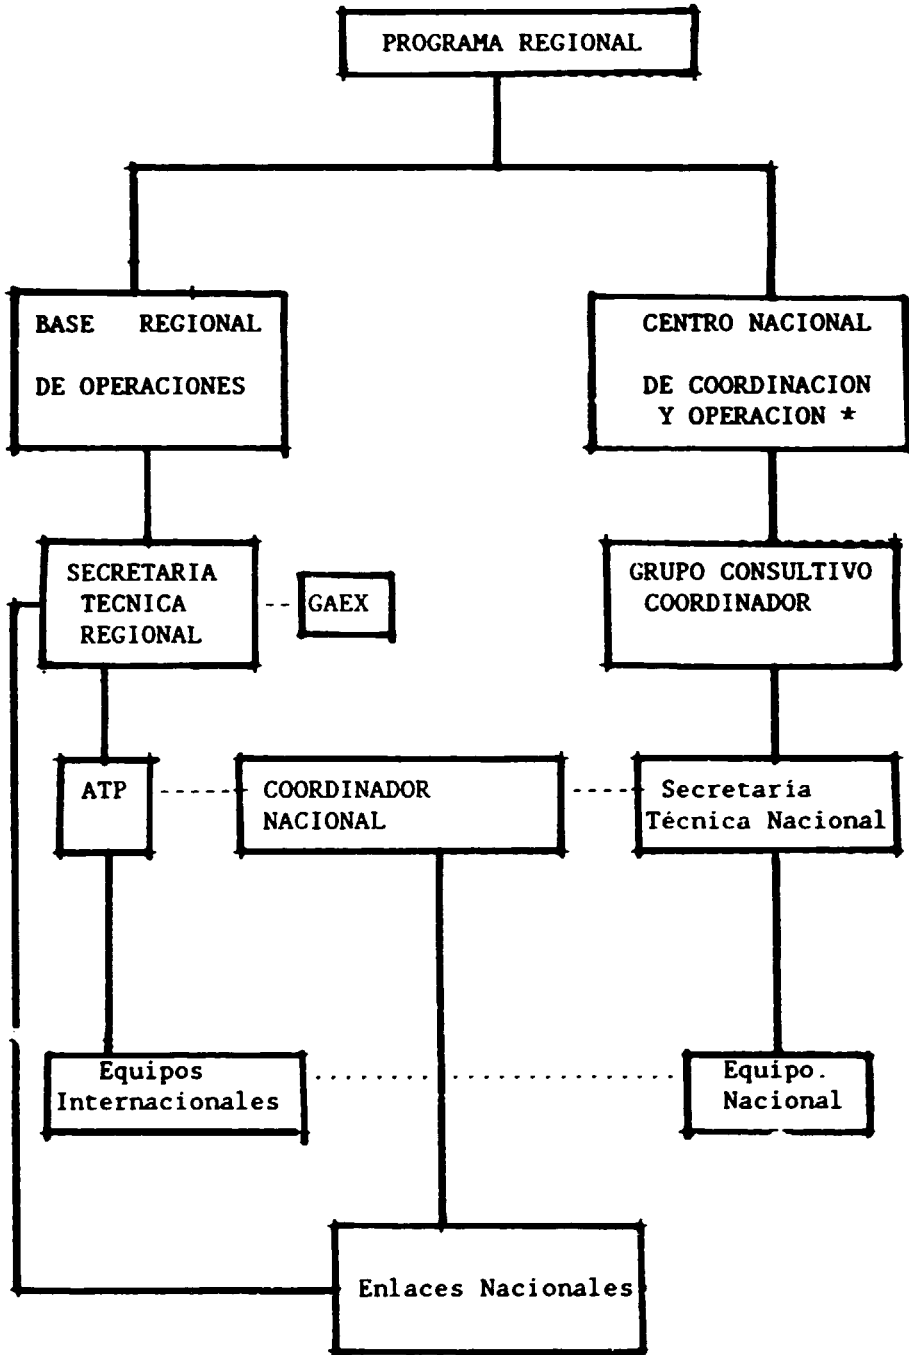 PROGRAMA REGIONAL
BASE REGIONAL
DE OPERACIONES
CENTRO NACIONAL
DE COORDINACION
Y OPERACION *
SECRETARIA
TECNICA
REGIONAL
GAEX
GRUPO CONSULTIVO
COORDINADOR
ATP
COORDINADOR
NACIONAL
Secretaría
Técnica Nacional
Equipos
Internacionales
Equipo.
Nacional
Enlaces Nacionales